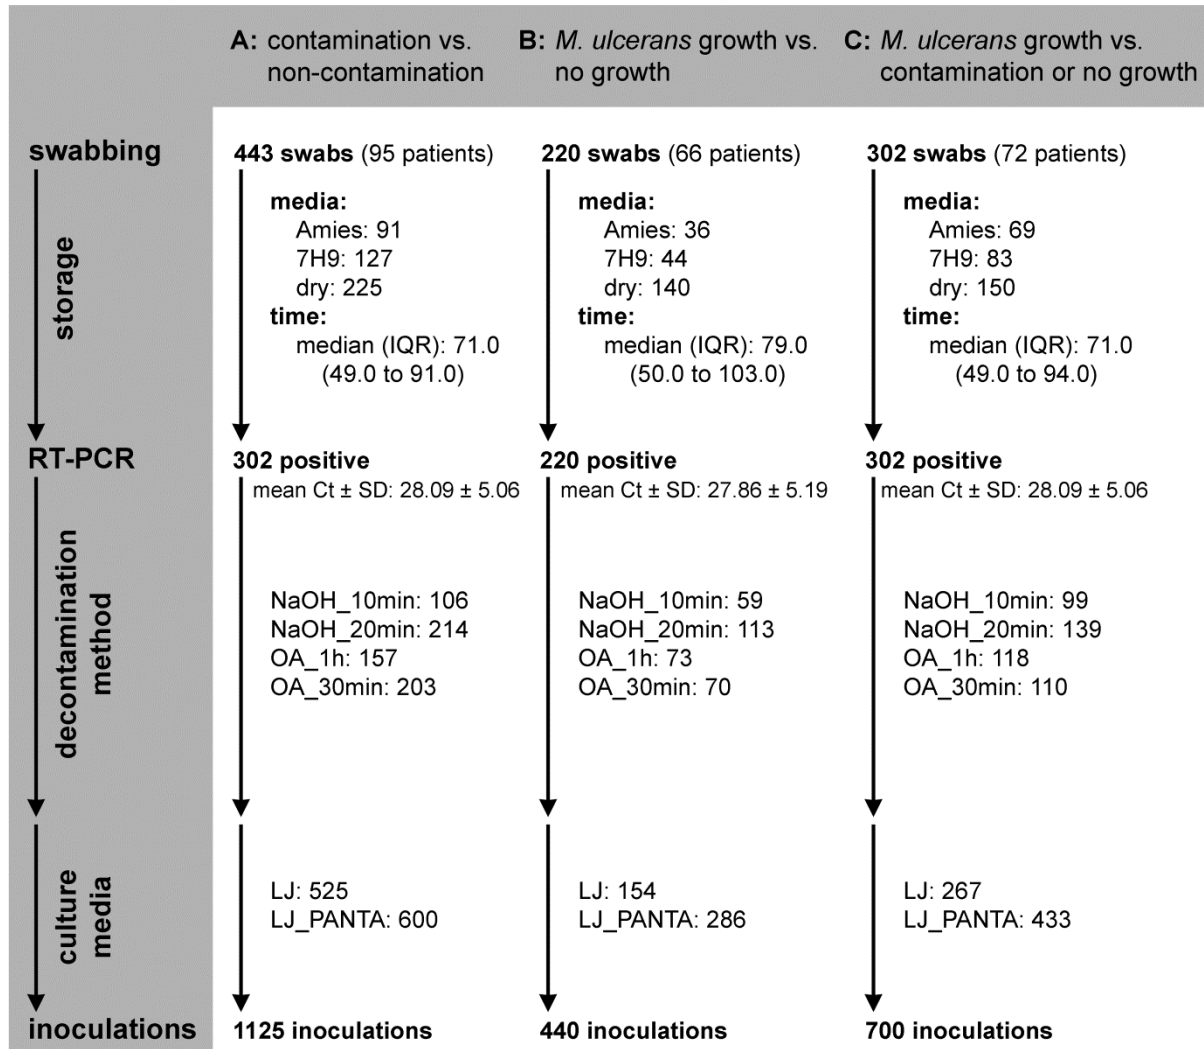 A: contamination vs. non-contamination
B: M. ulcerans growth vs. no growth
C: M. ulcerans growth vs. contamination or no growth
swabbing
storage
RT-PCR
decontamination method
culture media
inoculations
443 swabs (95 patients)
media:
Amies: 91
7H9: 127
dry: 225
time:
median (IQR): 71.0
(49.0 to 91.0)
302 positive
mean Ct ± SD: 28.09 ± 5.06
NaOH_10min: 106
NaOH_20min: 214
OA_1h: 157
OA_30min: 203
LJ: 525
LJ_PANTA: 600
1125 inoculations
220 swabs (66 patients)
media:
Amies: 36
7H9: 44
dry: 140
time:
median (IQR): 79.0
(50.0 to 103.0)
220 positive
mean Ct ± SD: 27.86 ± 5.19
NaOH_10min: 59
NaOH_20min: 113
OA_1h: 73
OA_30min: 70
LJ: 154
LJ_PANTA: 286
440 inoculations
302 swabs (72 patients)
media:
Amies: 69
7H9: 83
dry: 150
time:
median (IQR): 71.0
(49.0 to 94.0)
302 positive
mean Ct ± SD: 28.09 ± 5.06
NaOH_10min: 99
NaOH_20min: 139
OA_1h: 118
OA_30min: 110
LJ: 267
LJ_PANTA: 433
700 inoculations